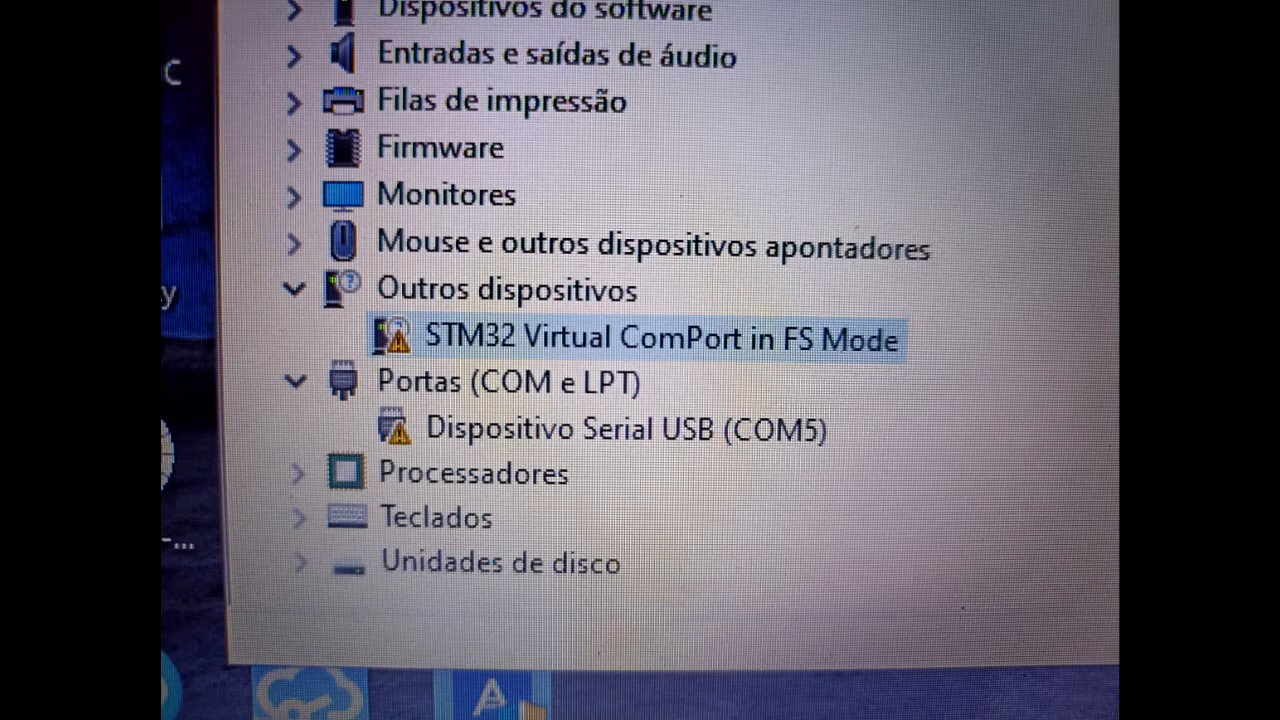 Dispositivos do software
C
Entradas e saídas de áudio
Filas de impressão
Firmware
Monitores
Mouse e outros dispositivos apontadores
y
Outros dispositivos
STM32 Virtual ComPort in FS Mode
Portas (COM e LPT)
Dispositivo Serial USB (COM5)
Processadores
Teclados
-...
Unidades de disco
A